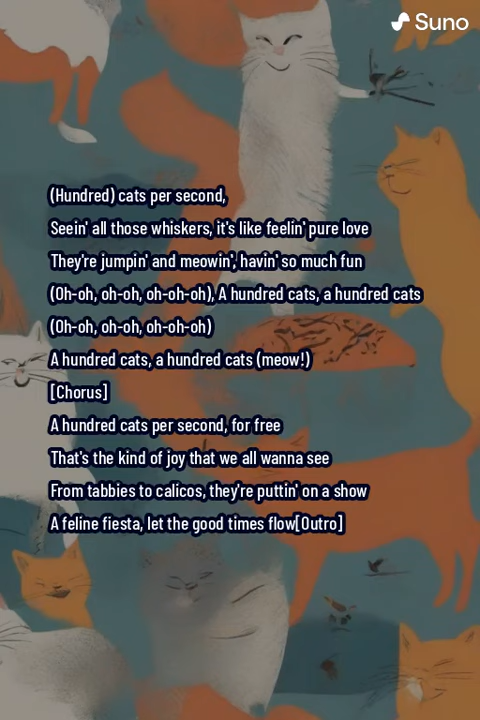 Suno
(Hundred) cats per second,
Seein' all those whiskers, it's like feelin' pure love
They're jumpin' and meowin', havin' so much fun
(Oh-oh, oh-oh, oh-oh-oh), A hundred cats, a hundred cats
(Oh-oh, oh-oh, oh-oh-oh)
A hundred cats, a hundred cats (meow!)
[Chorus]
A hundred cats per second, for free
That's the kind of joy that we all wanna see
From tabbies to calicos, they're puttin' on a show
A feline fiesta, let the good times flow[Outro]